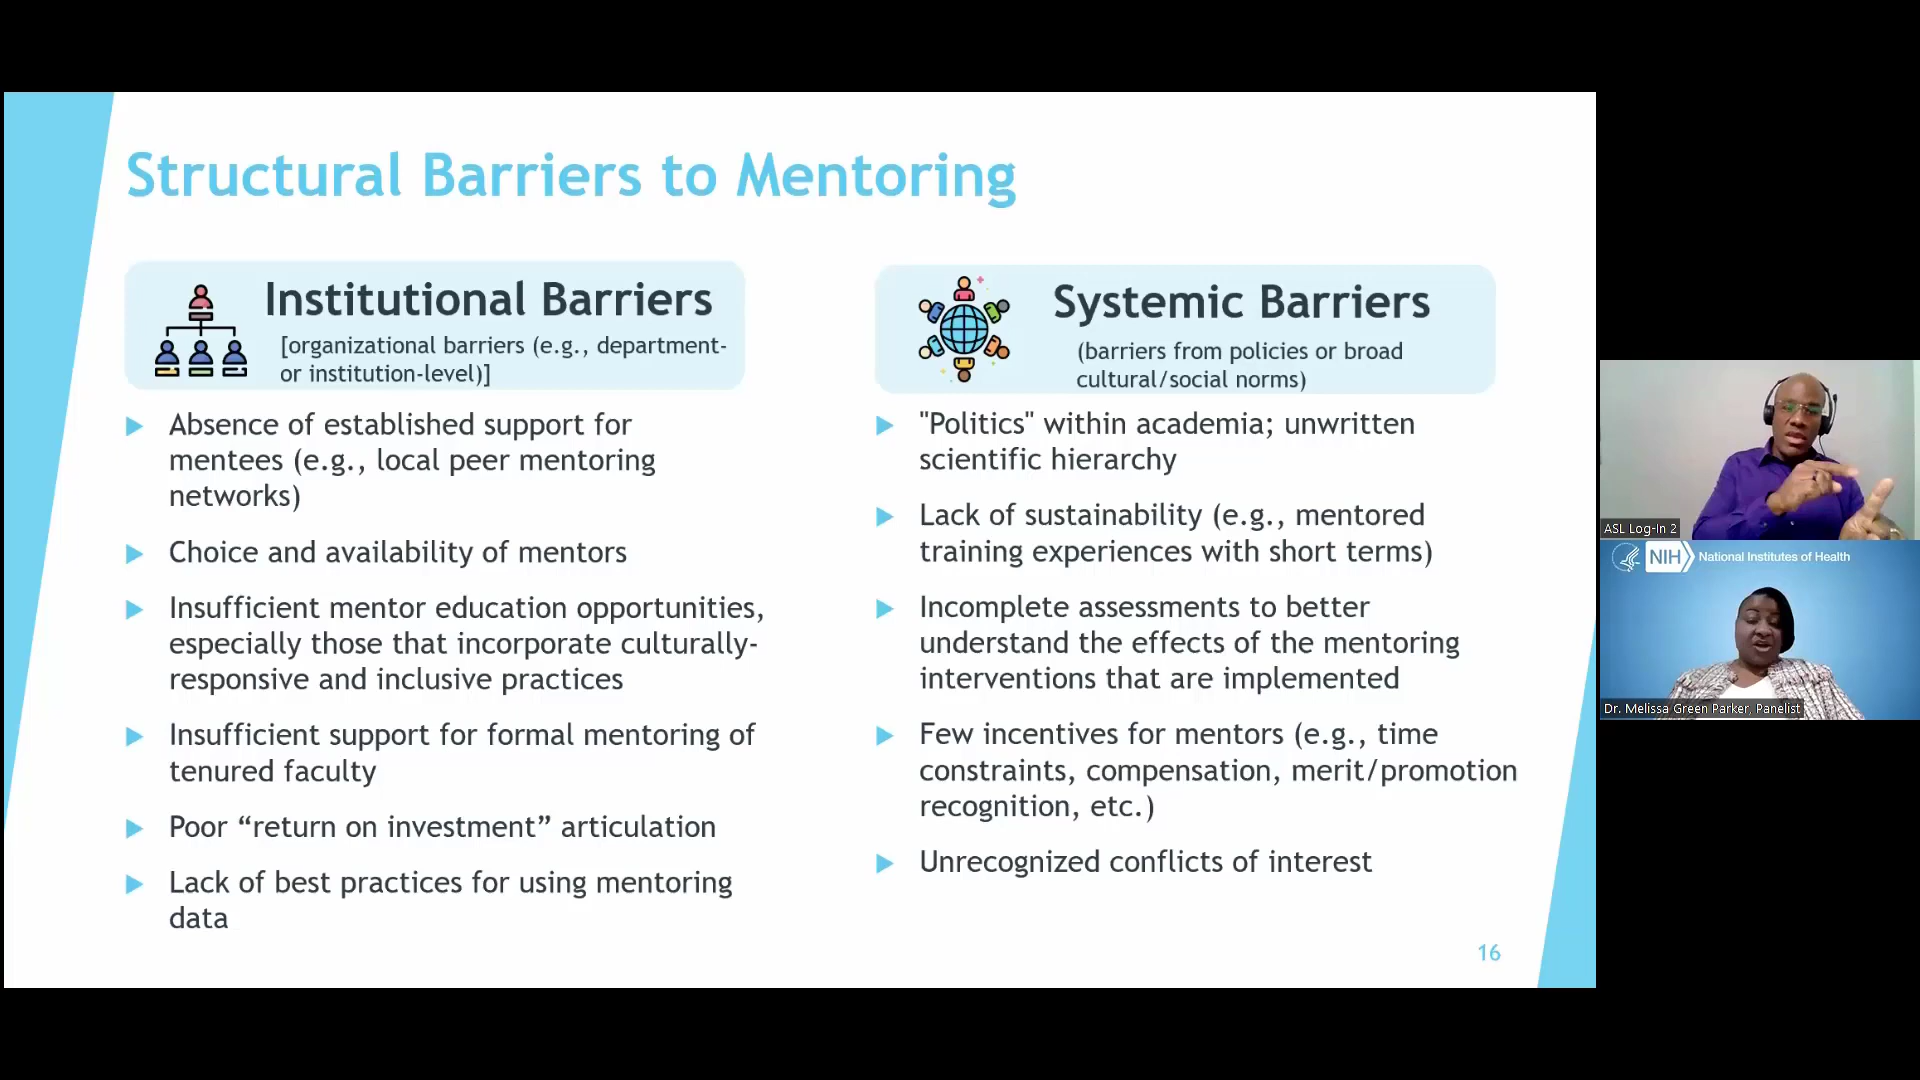 Structural Barriers to Mentoring
Institutional Barriers
[organizational barriers (e.g., department-
or institution-level)]
Absence of established support for
mentees (e.g., local peer mentoring
networks)
Choice and availability of mentors
Insufficient mentor education opportunities,
especially those that incorporate culturally-
responsive and inclusive practices
Insufficient support for formal mentoring of
tenured faculty
Poor “return on investment” articulation
Lack of best practices for using mentoring
data
Systemic Barriers
(barriers from policies or broad
cultural/social norms)
"Politics" within academia; unwritten
scientific hierarchy
Lack of sustainability (e.g., mentored
training experiences with short terms)
Incomplete assessments to better
understand the effects of the mentoring
interventions that are implemented
Few incentives for mentors (e.g., time
constraints, compensation, merit/promotion
recognition, etc.)
Unrecognized conflicts of interest
16
ASL Log-In 2
NIH National Institutes of Health
Dr. Melissa Green Parker, Panelist